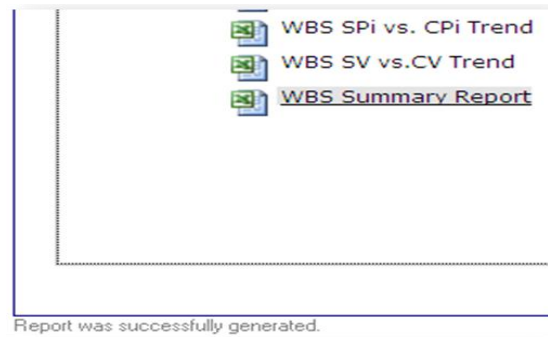 WBS SPi vs. CPi Trend
WBS SV vs.CV Trend
WBS Summary Report
Report was successfully generated.